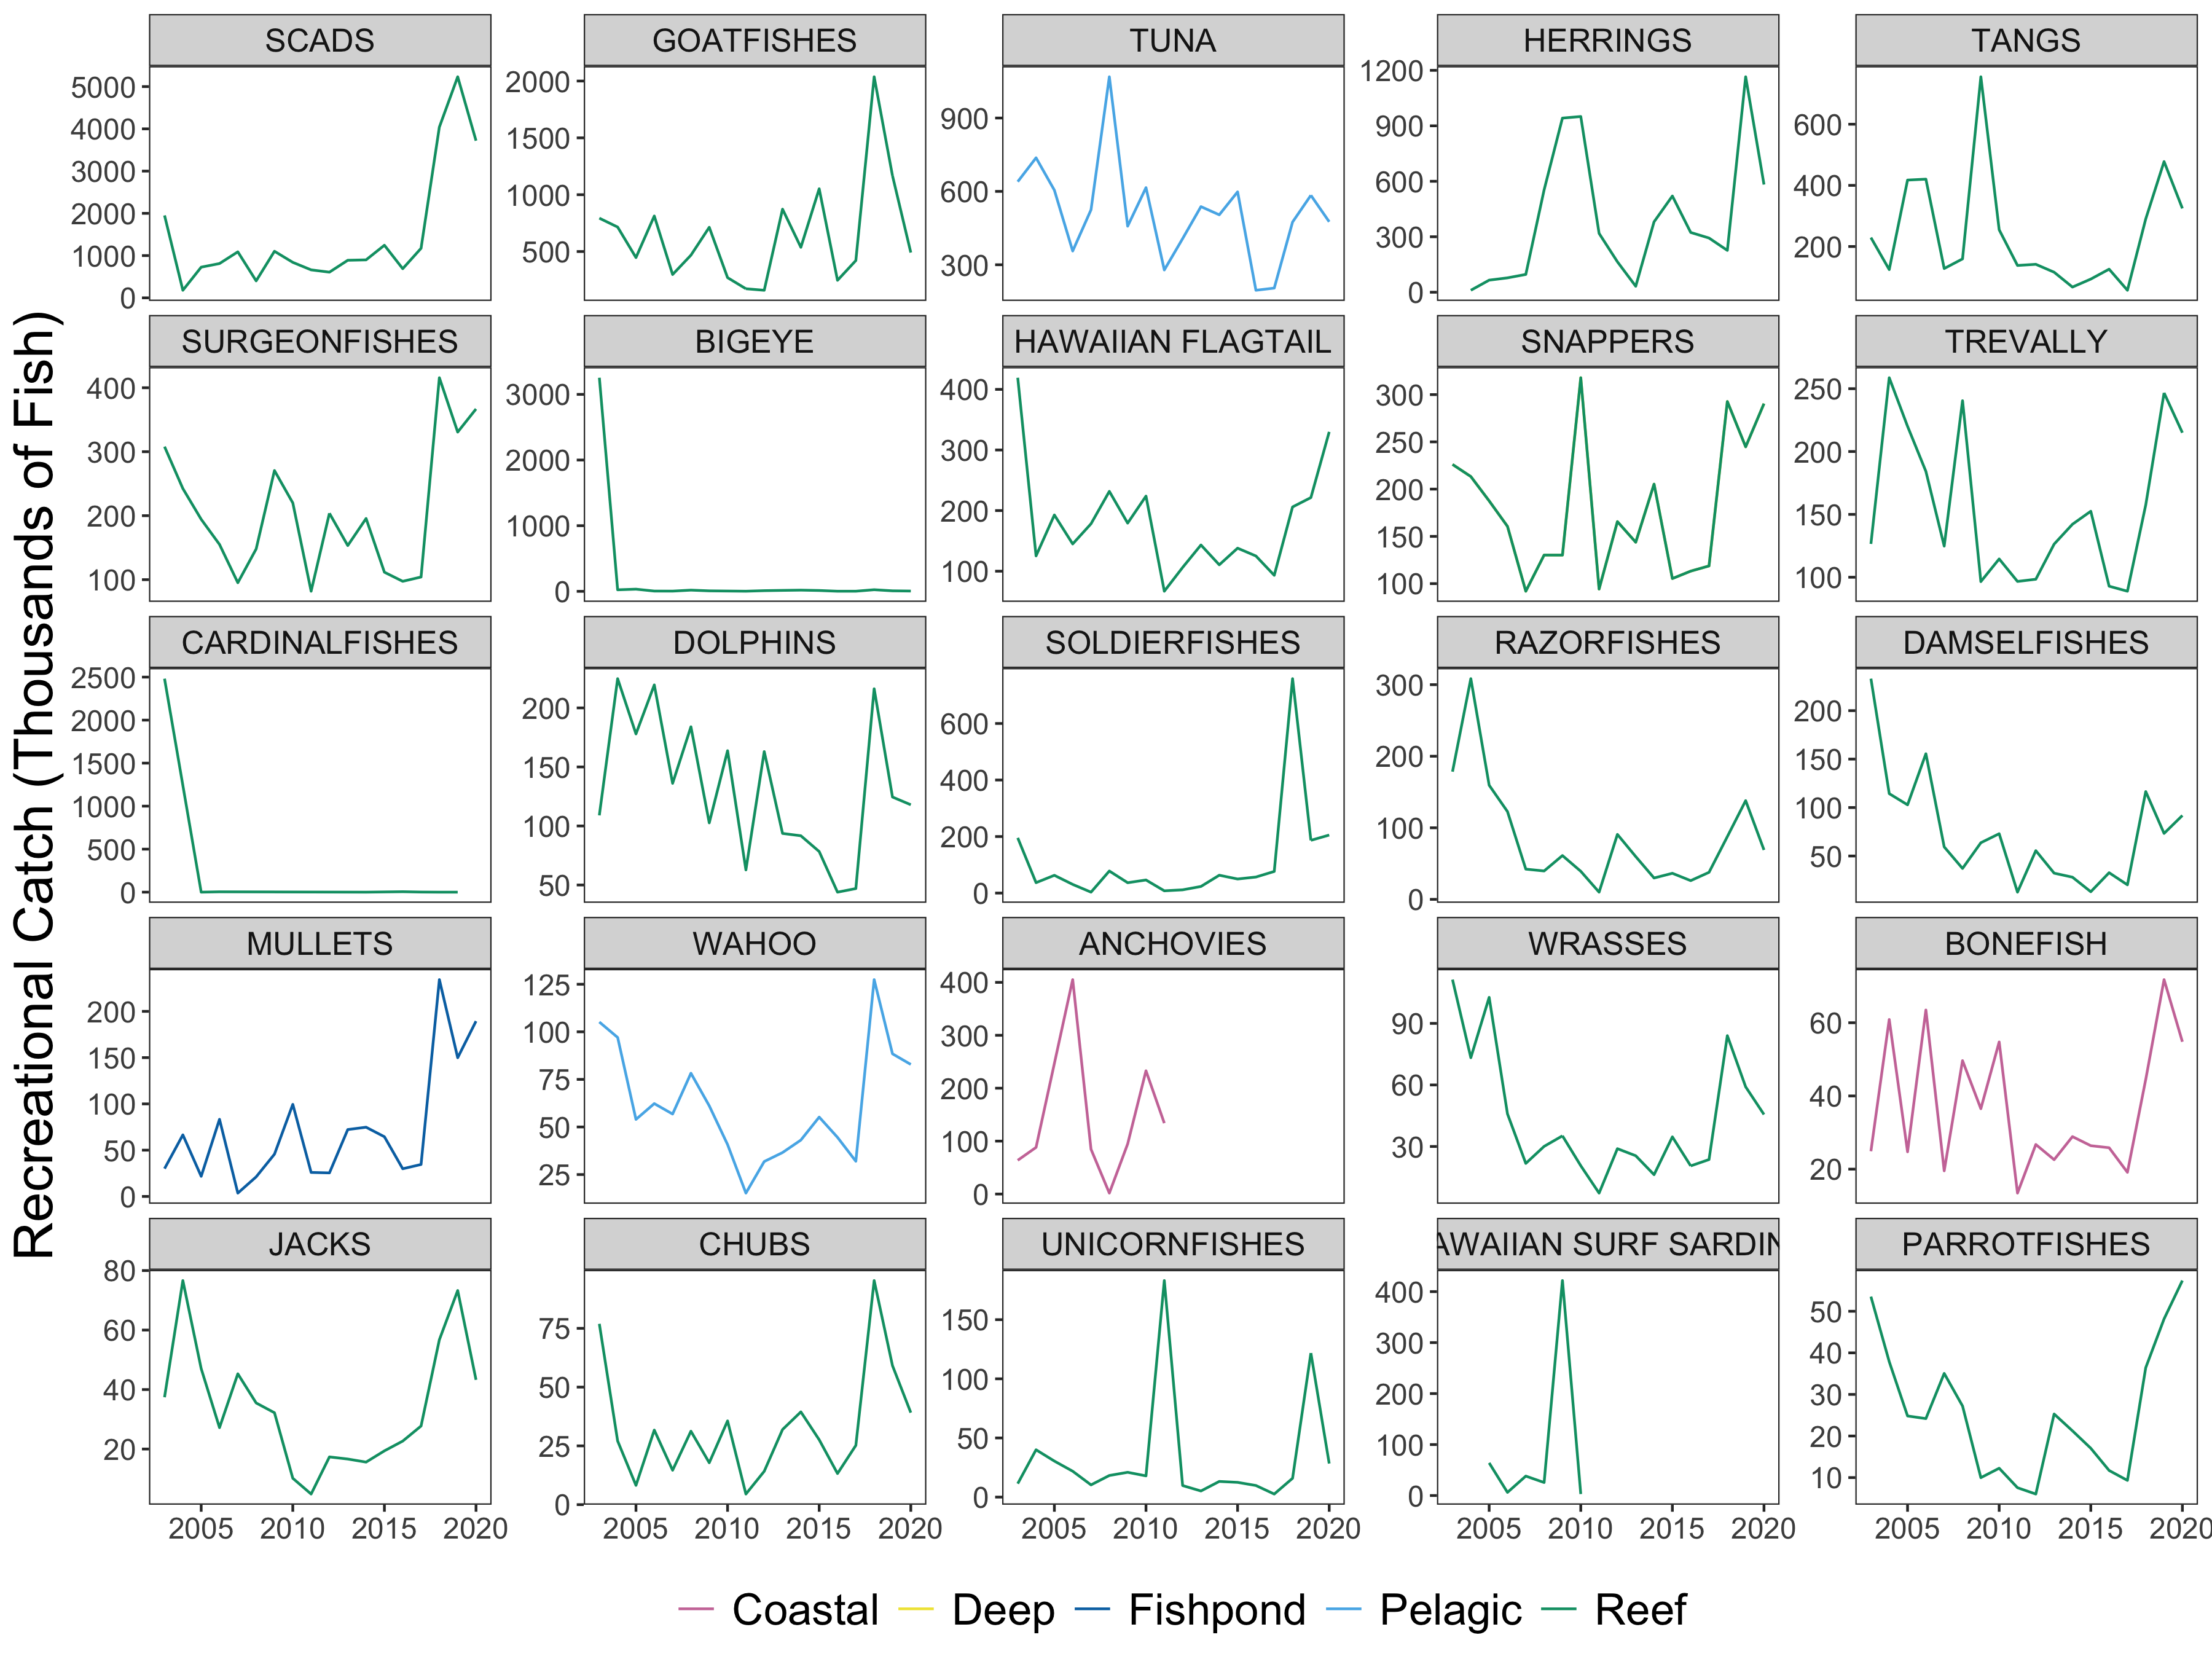 Recreational Catch (Thousands of Fish)
SCADS GOATFISHES TUNA HERRINGS TANGS
5000 4000 3000 2000 1000 0
2000 1500 1000 500
900 600 300
1200 900 600 300 0
600 400 200
SURGEONFISHES BIGEYE HAWAIIAN FLAGTAIL SNAPPERS TREVALLY
400 300 200 100
3000 2000 1000 0
400 300 200 100
300 250 200 150 100
250 200 150 100
CARDINALFISHES DOLPHINS SOLDIERFISHES RAZORFISHES DAMSELFISHES
2500 2000 1500 1000 500 0
200 150 100 50
600 400 200 0
300 200 100 0
200 150 100 50
MULLETS WAHOO ANCHOVIES WRASSES BONEFISH
200 150 100 50 0
125 100 75 50 25
400 300 200 100 0
90 60 30
60 40 20
JACKS CHUBS UNICORNFISHES AWAIIAN SURF SARDIN PARROTFISHES
80 60 40 20
75 50 25 0
150 100 50 0
400 300 200 100 0
50 40 30 20 10
2005 2010 2015 2020 2005 2010 2015 2020 2005 2010 2015 2020 2005 2010 2015 2020 2005 2010 2015 2020
Coastal Deep Fishpond Pelagic Reef